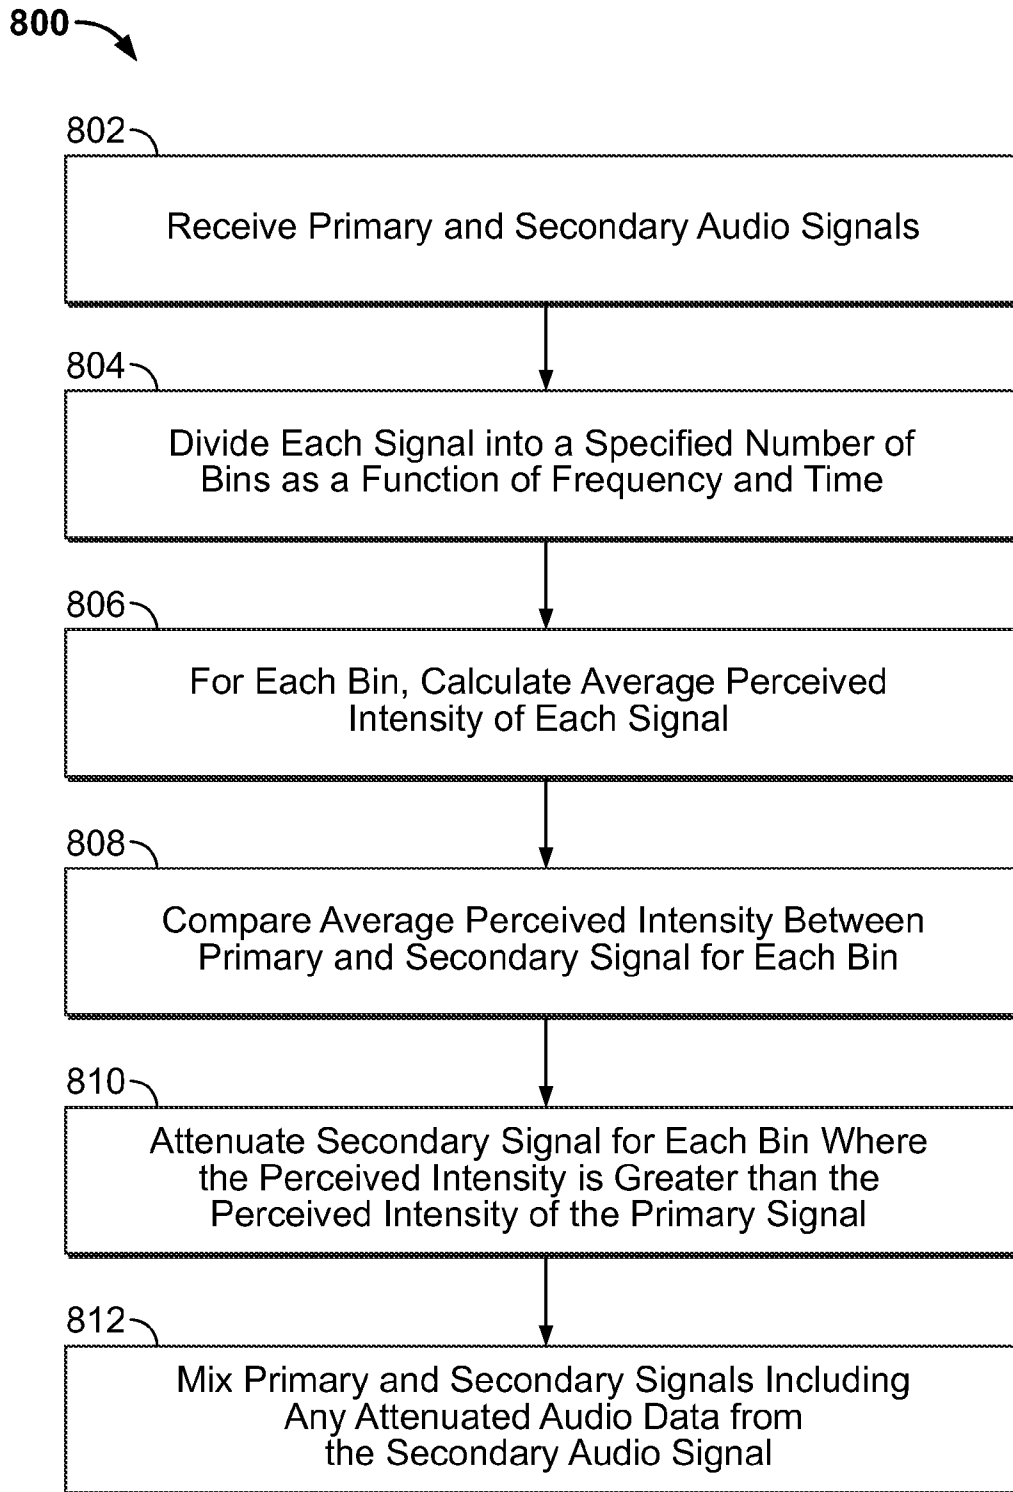 800
802
Receive Primary and Secondary Audio Signals
804
Divide Each Signal into a Specified Number of
Bins as a Function of Frequency and Time
806
For Each Bin, Calculate Average Perceived
Intensity of Each Signal
808
Compare Average Perceived Intensity Between
Primary and Secondary Signal for Each Bin
810
Attenuate Secondary Signal for Each Bin Where
the Perceived Intensity is Greater than the
Perceived Intensity of the Primary Signal
812
Mix Primary and Secondary Signals Including
Any Attenuated Audio Data from
the Secondary Audio Signal